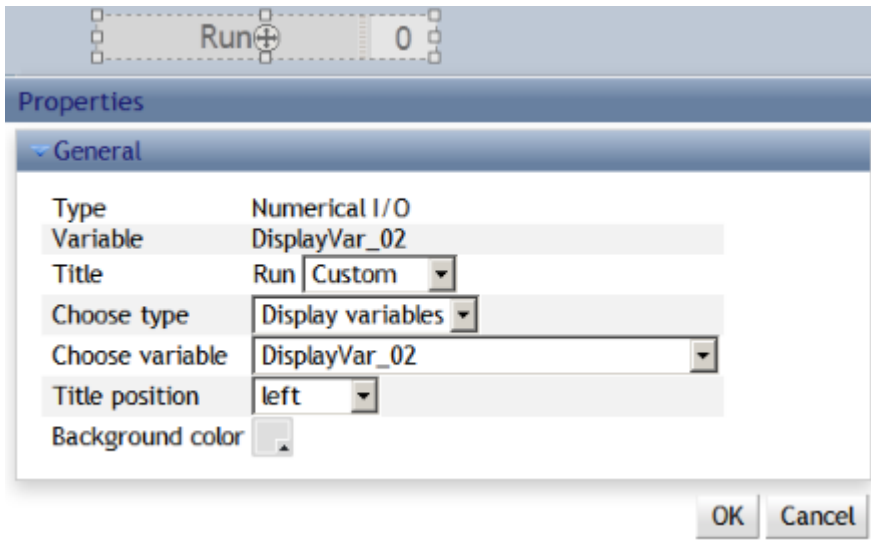 Run 0
Properties
General
Type Numerical I/O
Variable DisplayVar_02
Title Run Custom
Choose type Display variables
Choose variable DisplayVar_02
Title position left
Background color
OK Cancel